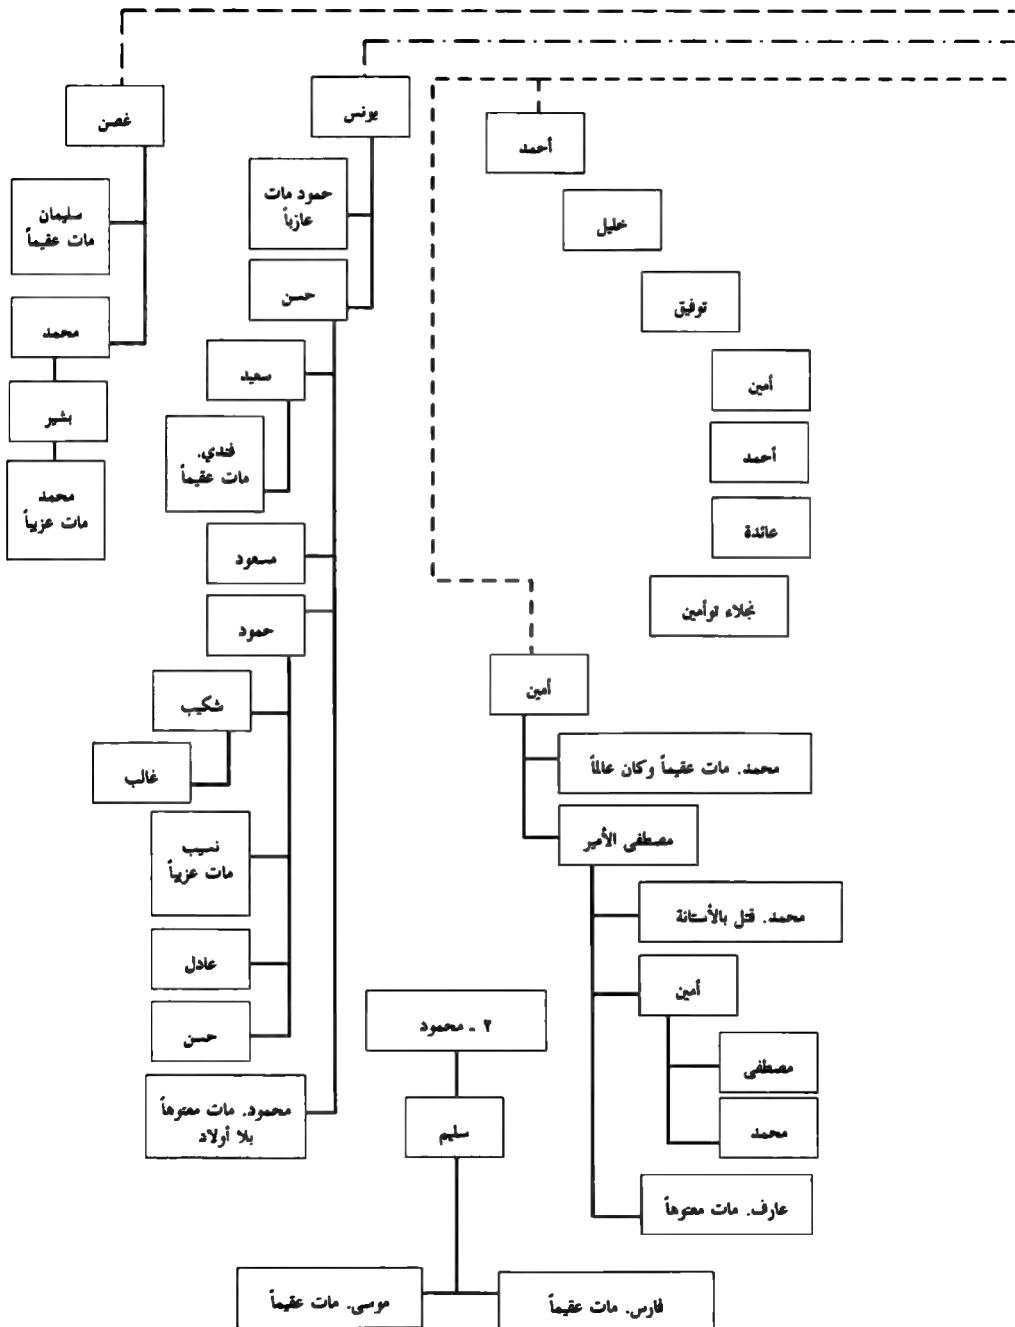 أحمد
خليل
توفيق
أمين
أحمد
عائدة
نجلاء توأمين
أمين
محمد. مات عقيماً وكان عالماً
مصطفى الأمير
محمد. قتل بالأستانة
أمين
مصطفى
محمد
عارف. مات معتوهاً
يونس
حمود مات
عازباً
حسن
سعيد
فندي.
مات عقيماً
مسعود
حمود
شكيب
غالب
نسيب
مات عزيباً
عادل
حسن
محمود. مات معتوهاً
بلا أولاد
غصن
سليمان
مات عقيماً
محمد
بشير
محمد
مات عزيباً
٢ - محمود
سليم
فارس. مات عقيماً
موسى. مات عقيماً